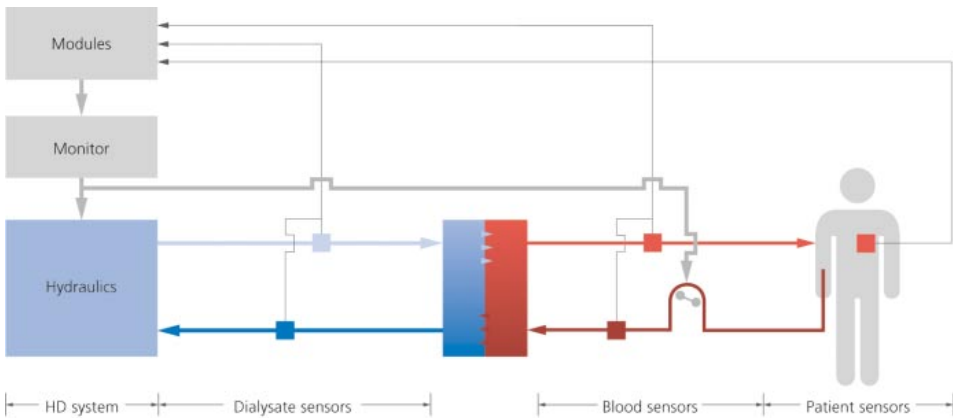 Modules
Monitor
Hydraulics
HD system
Dialysate sensors
Blood sensors
Patient sensors